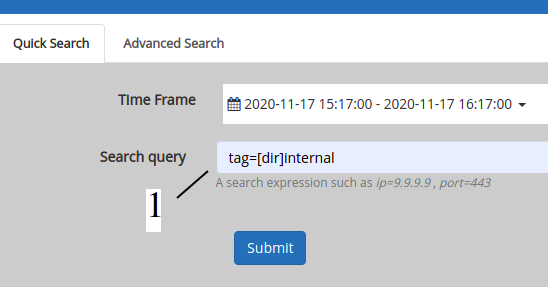 Quick Search Advanced Search
Time Frame 2020-11-17 15:17:00 - 2020-11-17 16:17:00
Search query tag=[dir]internal
A search expression such as ip=9.9.9.9 , port=443
1
Submit